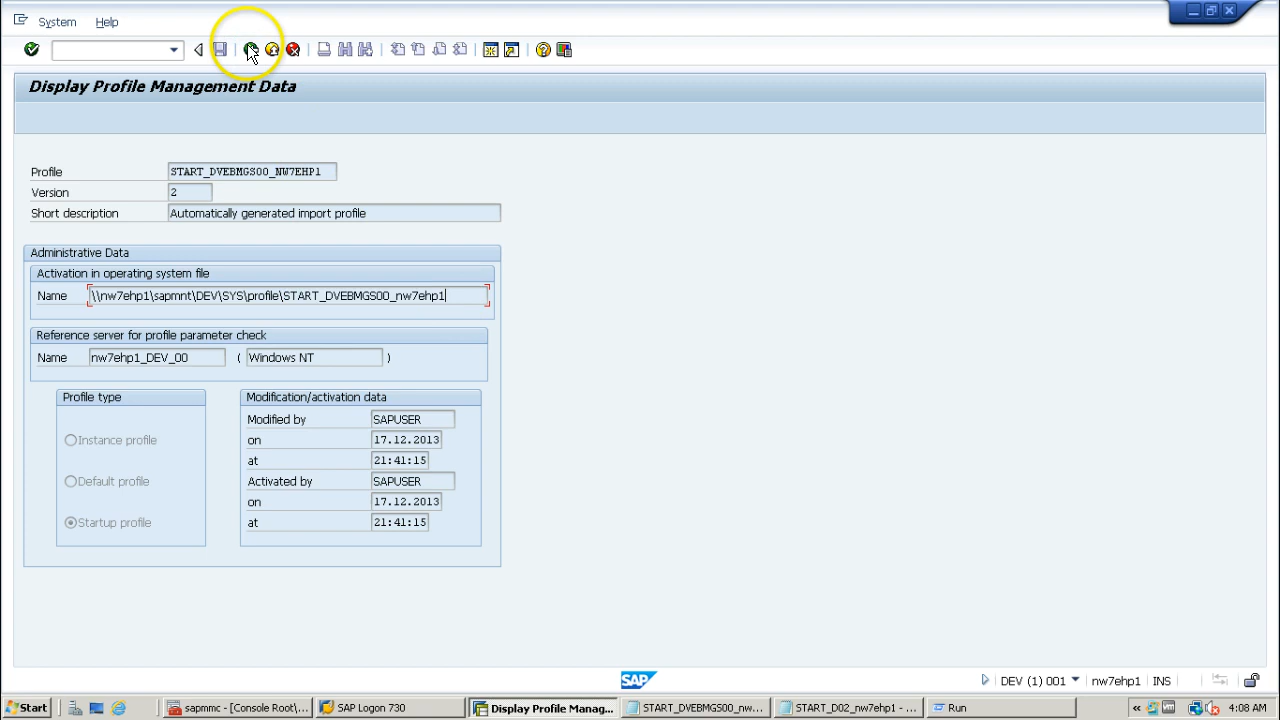 System Help
Display Profile Management Data
Profile START_DVEBMGS00_NW7EHP1
Version 2
Short description Automatically generated import profile
Administrative Data
Activation in operating system file
Name \\nw7ehp1\sapmnt\DEV\SYS\profile\START_DVEBMGS00_nw7ehp1
Reference server for profile parameter check
Name nw7ehp1_DEV_00 ( Windows NT )
Profile type
Instance profile
Default profile
Startup profile
Modification/activation data
Modified by SAPUSER
on 17.12.2013
at 21:41:15
Activated by SAPUSER
on 17.12.2013
at 21:41:15
SAP
DEV (1) 001 nw7ehp1 INS
Start sapmmc - [Console Root\... SAP Logon 730 Display Profile Manag... START_DVEBMGS00_nw... START_D02_nw7ehp1 - ... Run « 4:08 AM